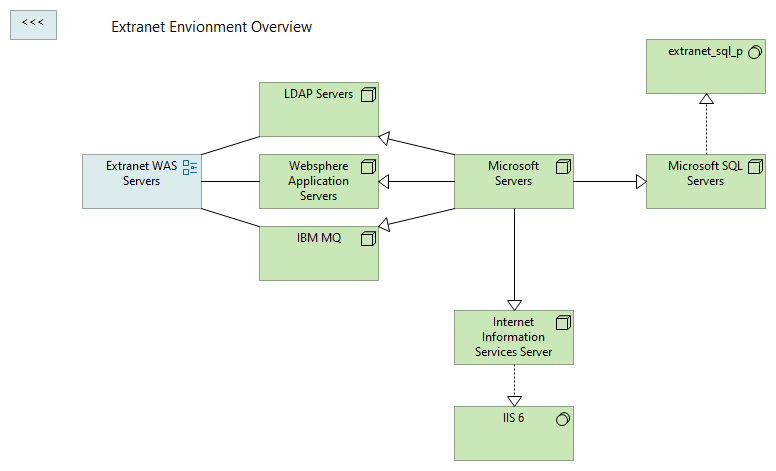 <<<
Extranet Envionment Overview
extranet_sql_p
LDAP Servers
Extranet WAS
Servers
Websphere
Application
Servers
Microsoft
Servers
Microsoft SQL
Servers
IBM MQ
Internet
Information
Services Server
IIS 6